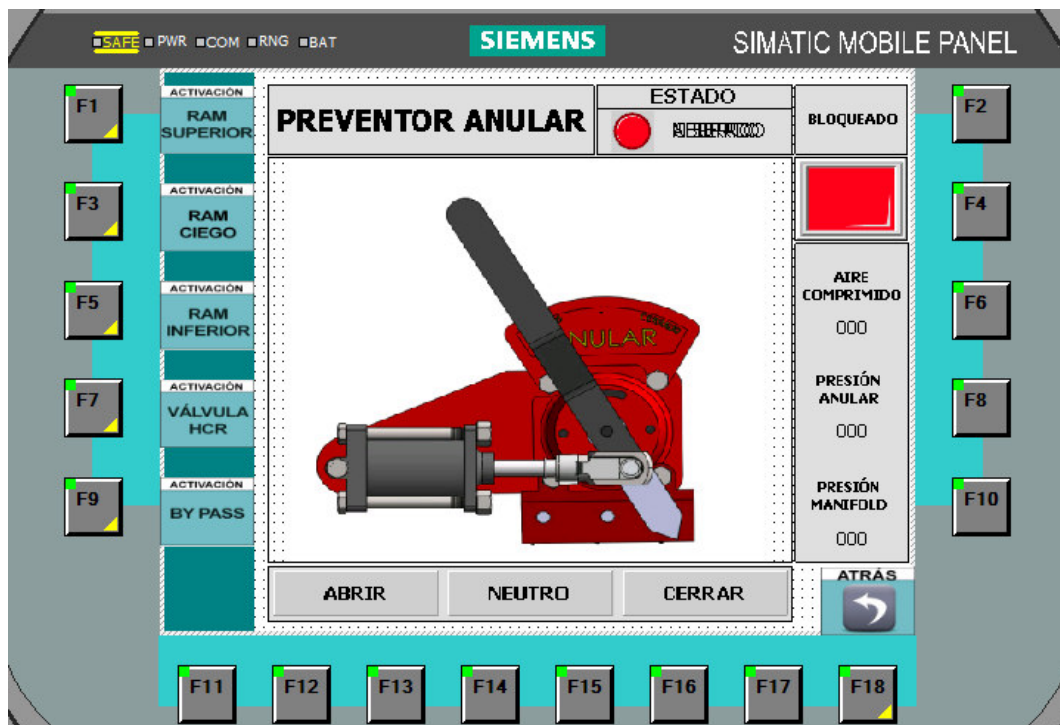 SAFE PWR COM RNG BAT
SIEMENS
SIMATIC MOBILE PANEL
F1
F3
F5
F7
F9
ACTIVACIÓN
RAM
SUPERIOR
ACTIVACIÓN
RAM
CIEGO
ACTIVACIÓN
RAM
INFERIOR
ACTIVACIÓN
VÁLVULA
HCR
ACTIVACIÓN
BY PASS
PREVENTOR ANULAR
ESTADO
BLOQUEADO
NULAR
AIRE
COMPRIMIDO
000
PRESIÓN
ANULAR
000
PRESIÓN
MANIFOLD
000
ABRIR
NEUTRO
CERRAR
ATRÁS
F2
F4
F6
F8
F10
F11
F12
F13
F14
F15
F16
F17
F18